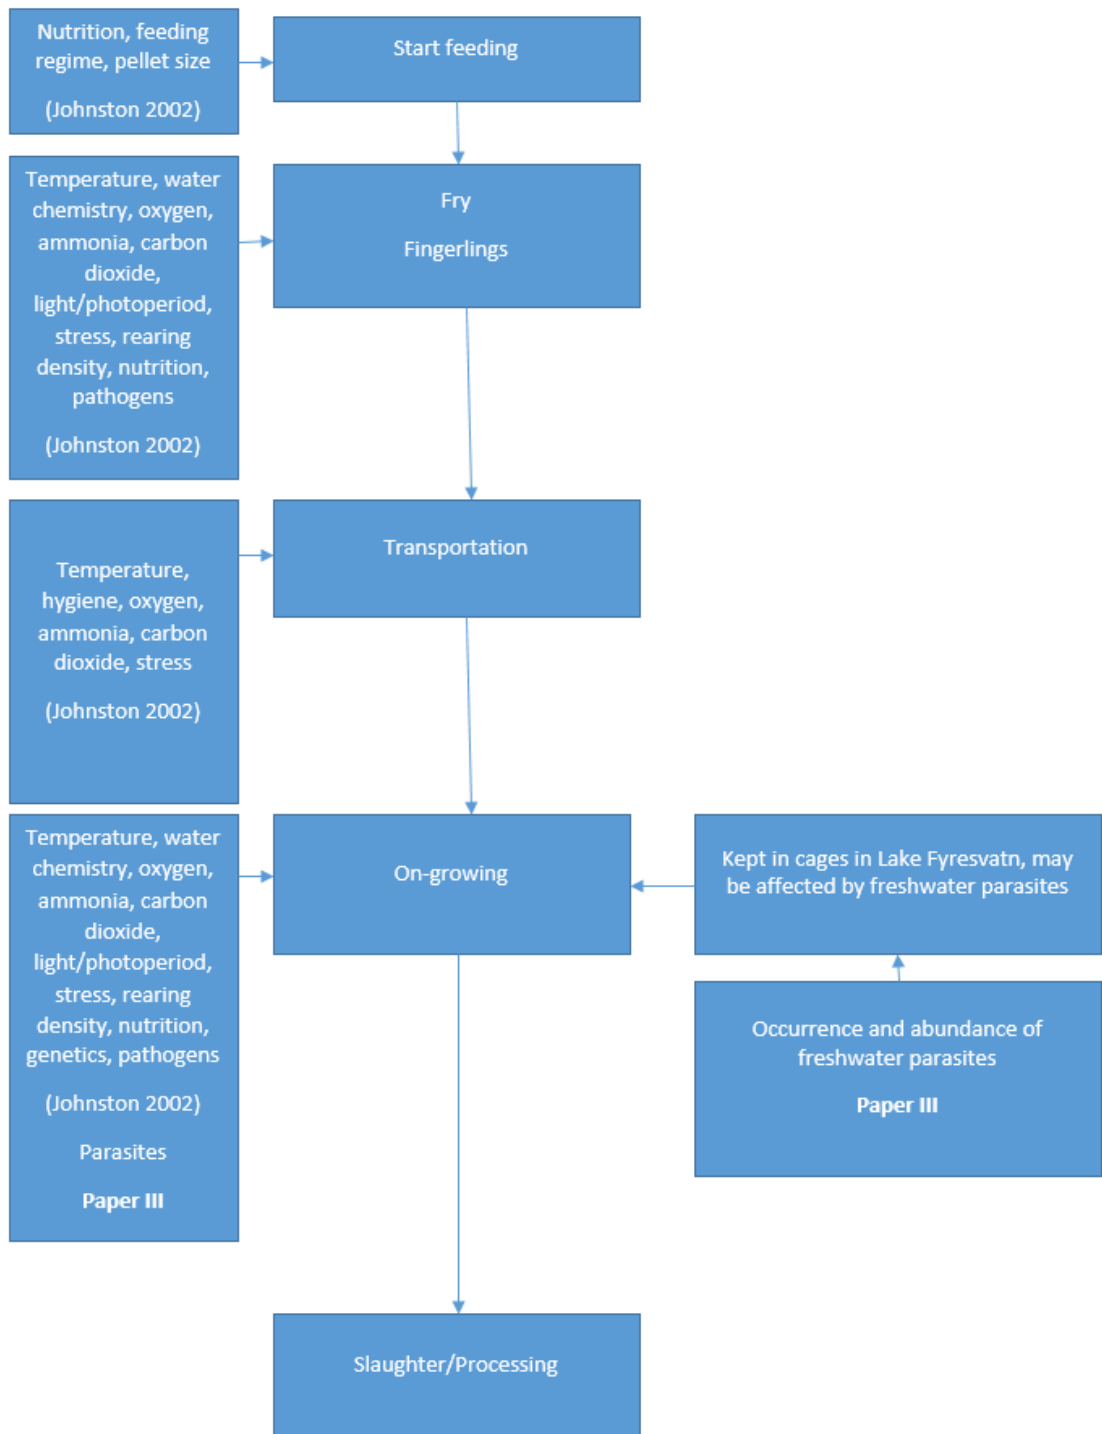 Nutrition, feeding
regime, pellet size
(Johnston 2002)
Start feeding
Temperature, water
chemistry, oxygen,
ammonia, carbon
dioxide,
light/photoperiod,
stress, rearing
density, nutrition,
pathogens
(Johnston 2002)
Fry
Fingerlings
Temperature,
hygiene, oxygen,
ammonia, carbon
dioxide, stress
(Johnston 2002)
Transportation
Temperature, water
chemistry, oxygen,
ammonia, carbon
dioxide,
light/photoperiod,
stress, rearing
density, nutrition,
genetics, pathogens
(Johnston 2002)
Parasites
Paper III
On-growing
Kept in cages in Lake Fyresvatn, may
be affected by freshwater parasites
Occurrence and abundance of
freshwater parasites
Paper III
Slaughter/Processing